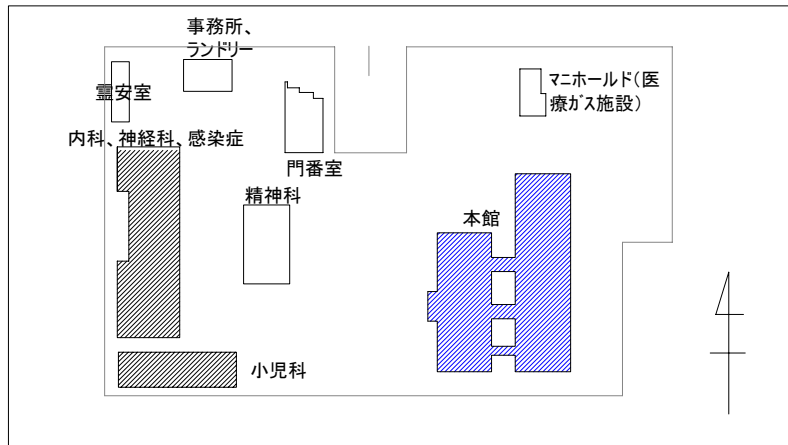 事務所、
ランドリー
霊安室
マニホールド（医
療ガス施設）
内科、神経科、感染症
門番室
精神科
本館
小児科